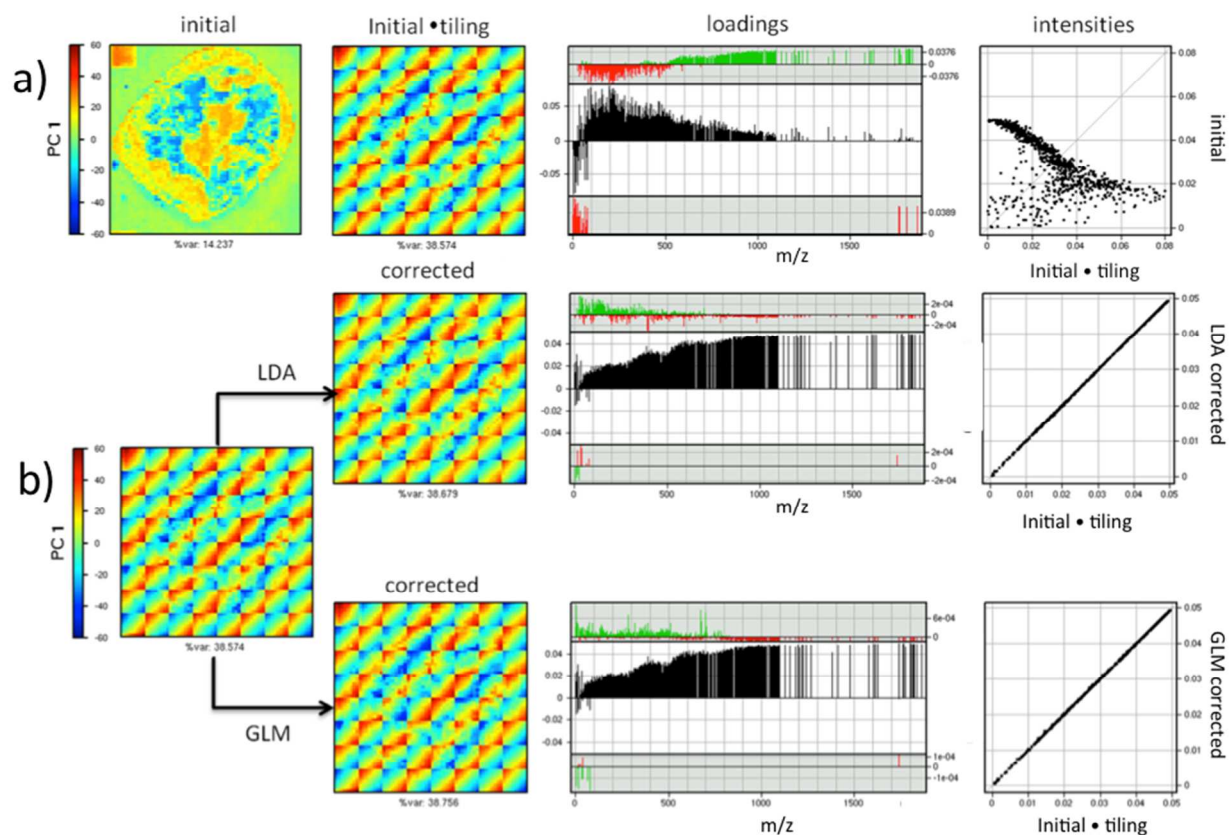 initial
Initial •tiling
loadings
intensities
a)
PC 1
60
40
20
0
-20
-40
-60
%var: 14.237
%var: 38.574
0.0376
0
-0.0376
0.05
0
-0.05
0.0389
0
0
500
1000
1500
m/z
0.08
0.06
0.04
0.02
0
initial
0
0.02
0.04
0.06
0.08
Initial • tiling
corrected
LDA
%var: 38.679
2e-04
0
-2e-04
0.04
0.02
0
-0.02
-0.04
2e-04
0
-2e-04
0
500
1000
1500
m/z
0.05
0.04
0.03
0.02
0.01
0
LDA corrected
0
0.01
0.02
0.03
0.04
0.05
Initial • tiling
b)
PC 1
60
40
20
0
-20
-40
-60
%var: 38.574
GLM
corrected
%var: 38.756
6e-04
0
0.04
0.02
0
-0.02
-0.04
1e-04
0
-1e-04
0
500
1000
1500
m/z
0.05
0.04
0.03
0.02
0.01
0
GLM corrected
0
0.01
0.02
0.03
0.04
0.05
Initial • tiling